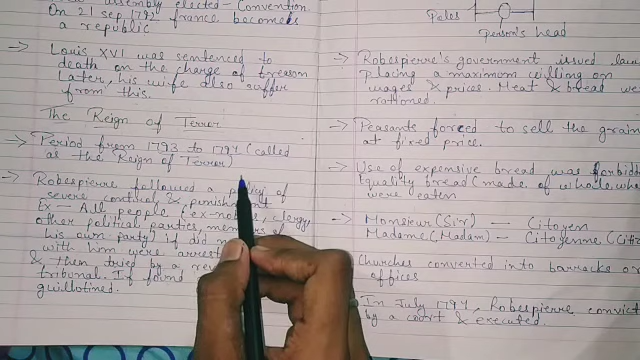 assembly elected - Convention
On 21 sep 1792 france becomes
a republic
→ Louis XVI was sentenced to
death on the charge of treason
Later, his wife also suffer
from this.
The Reign of Terror
→ Period from 1793 to 1794 (called
as the Reign of Terror)
→ Robespierre followed a policy of
severe control & punishment
Ex - All people (ex-nobles, clergy,
other political parties, members of
his own party) if did
with him were
& then tried by a
tribunal. If found
guillotined.
Poles
person's head
→ Robespierre's government issued laws
placing a maximum ceiling on
wages & prices. Meat & bread were
rationed.
→ Peasants forced to sell the grain
at fixed price.
→ Use of expensive bread was
Equality bread (made of
were eaten
→ Monsieur (Sir) — Citoyen
Madame (Madam) — Citoyenne
Churches converted into barracks or
offices
In July 1794, Robespierre
by a court & executed.